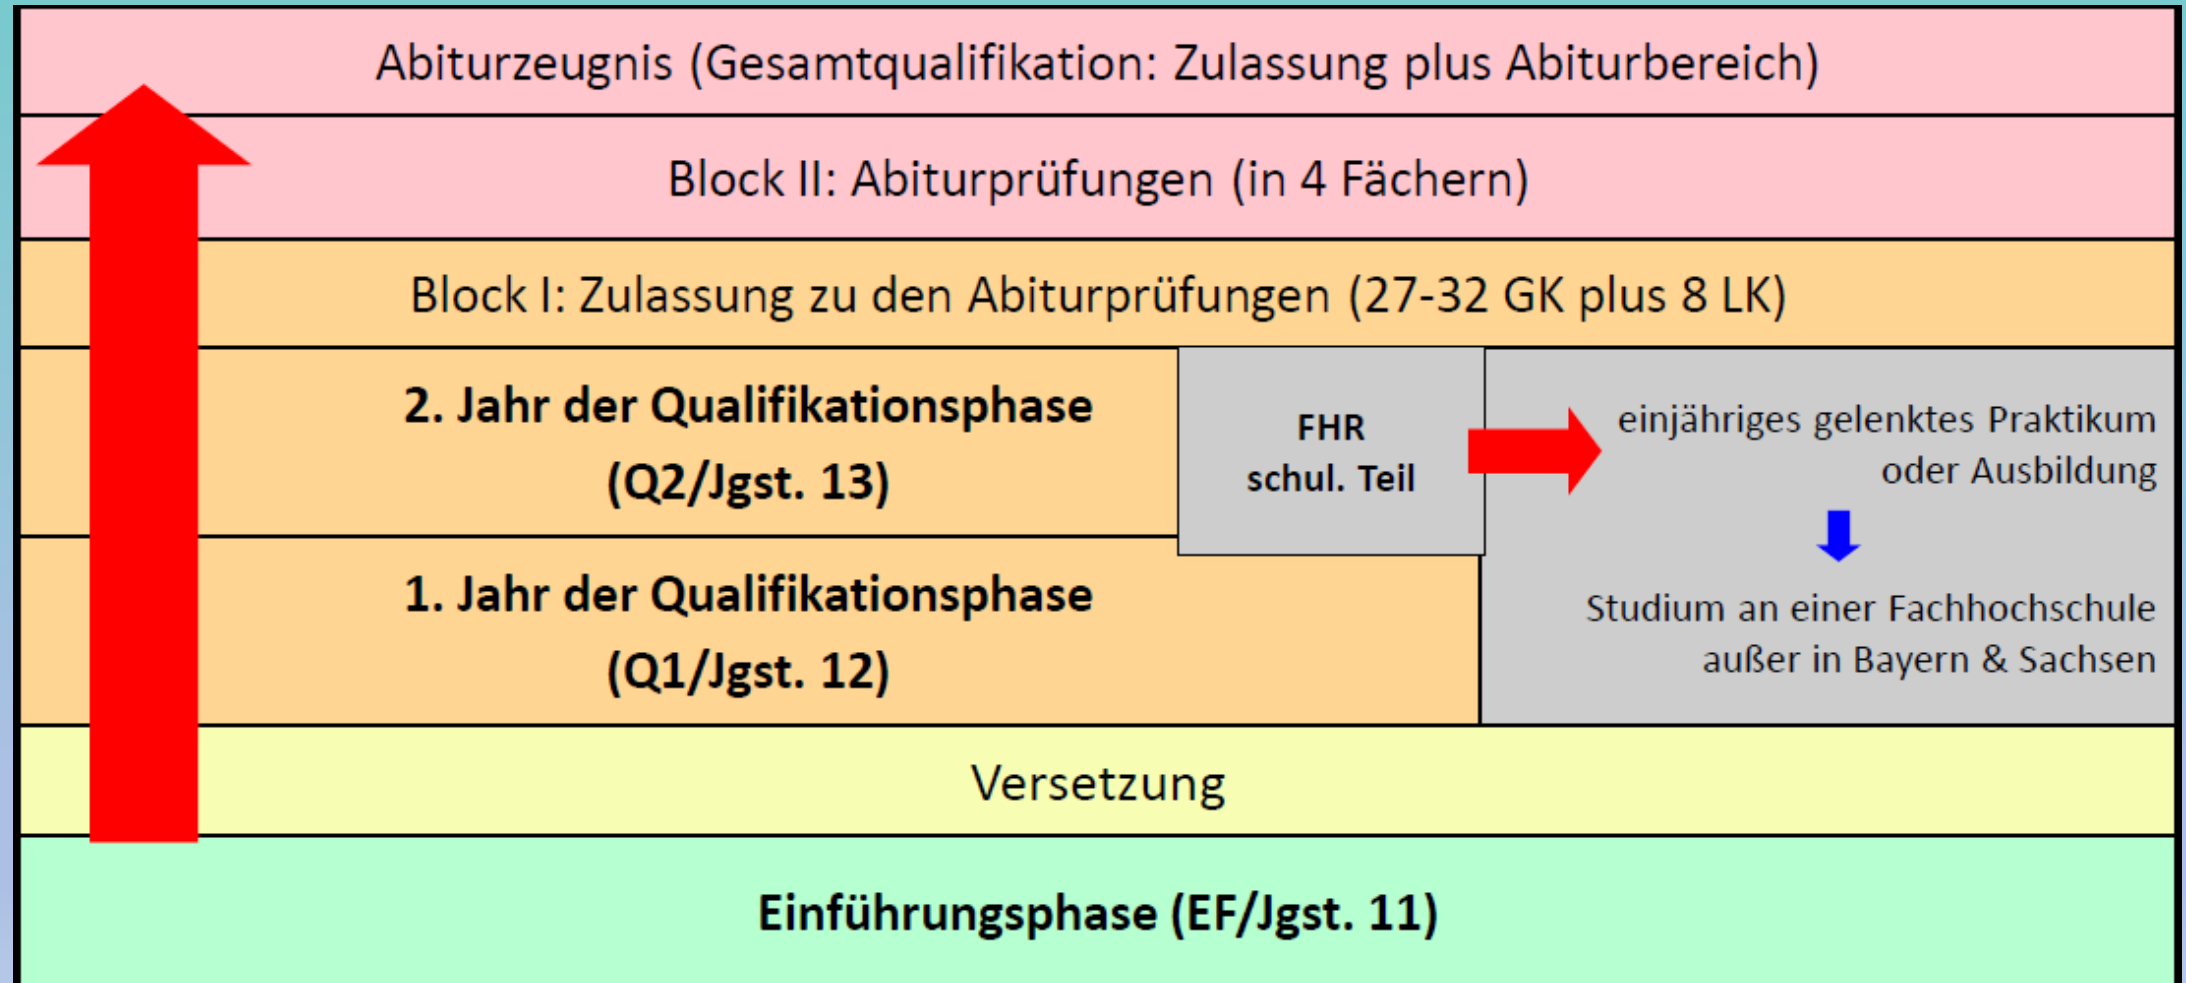 Abiturzeugnis (Gesamtqualifikation: Zulassung plus Abiturbereich)
Block II: Abiturprüfungen (in 4 Fächern)
Block I: Zulassung zu den Abiturprüfungen (27-32 GK plus 8 LK)
2. Jahr der Qualifikationsphase
(Q2/Jgst. 13)
FHR
schul. Teil
einjähriges gelenktes Praktikum
oder Ausbildung
1. Jahr der Qualifikationsphase
(Q1/Jgst. 12)
Studium an einer Fachhochschule
außer in Bayern & Sachsen
Versetzung
Einführungsphase (EF/Jgst. 11)